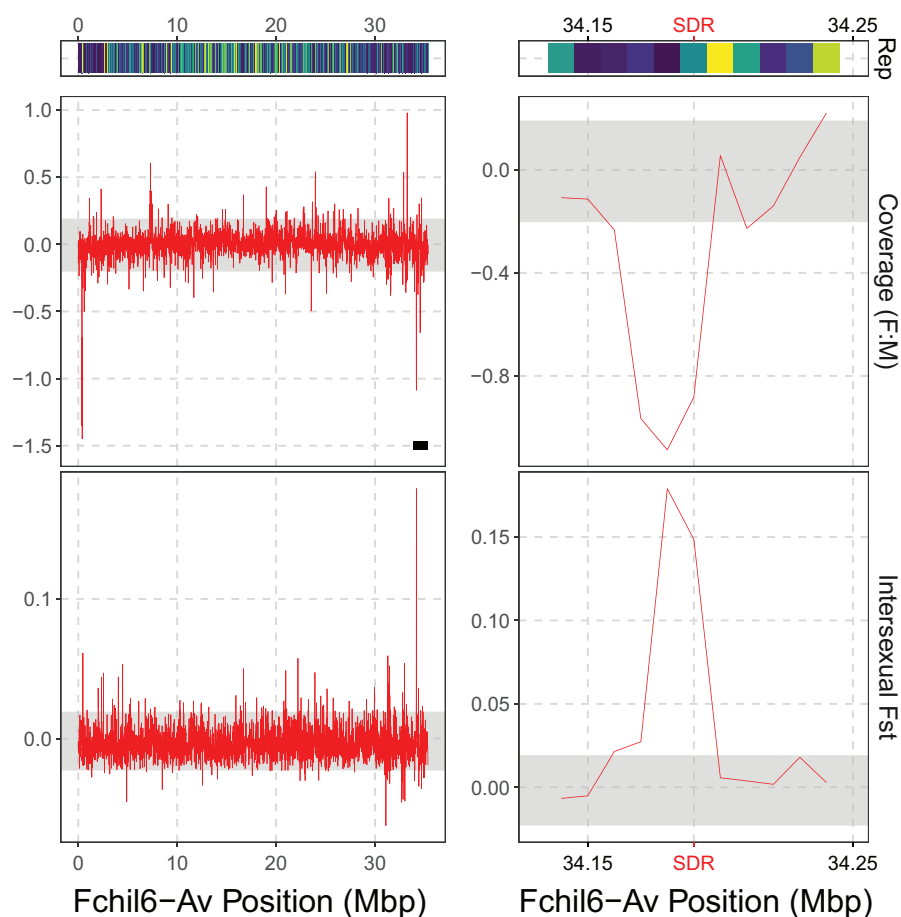 0 10 20 30
34.15 SDR 34.25
Rep
1.0
0.5
0.0
−0.5
−1.0
−1.5
0.0
−0.4
−0.8
Coverage (F:M)
0.1
0.0
0.15
0.10
0.05
0.00
Intersexual Fst
0 10 20 30
34.15 SDR 34.25
Fchil6−Av Position (Mbp)
Fchil6−Av Position (Mbp)